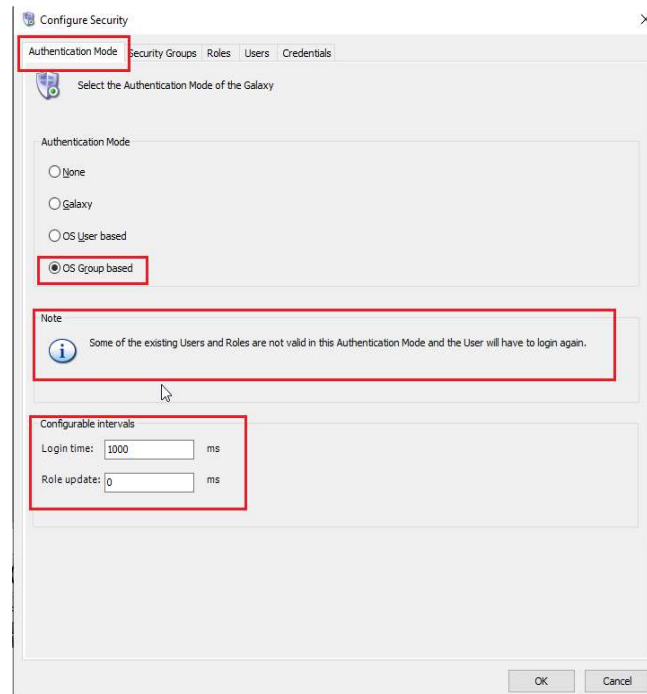 Configure Security
Authentication Mode Security Groups Roles Users Credentials
Select the Authentication Mode of the Galaxy
Authentication Mode
None
Galaxy
OS User based
OS Group based
Note
Some of the existing Users and Roles are not valid in this Authentication Mode and the User will have to login again.
Configurable intervals
Login time: 1000 ms
Role update: 0 ms
OK Cancel